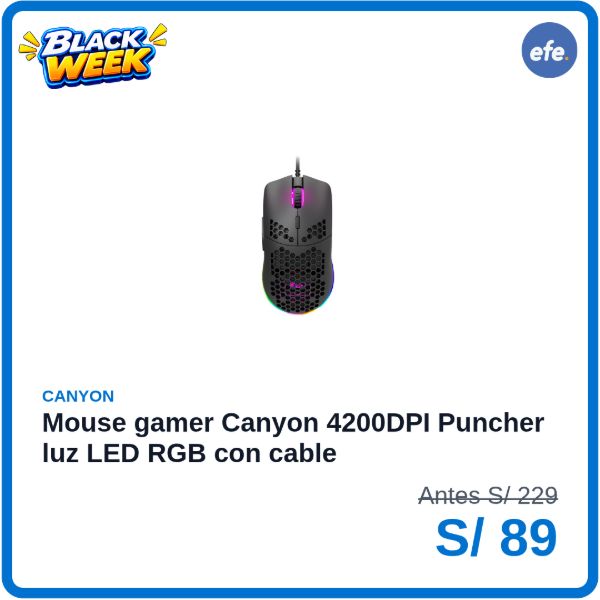 BLACK
WEEK
efe.
CANYON
Mouse gamer Canyon 4200DPI Puncher
luz LED RGB con cable
Antes S/ 229
S/ 89